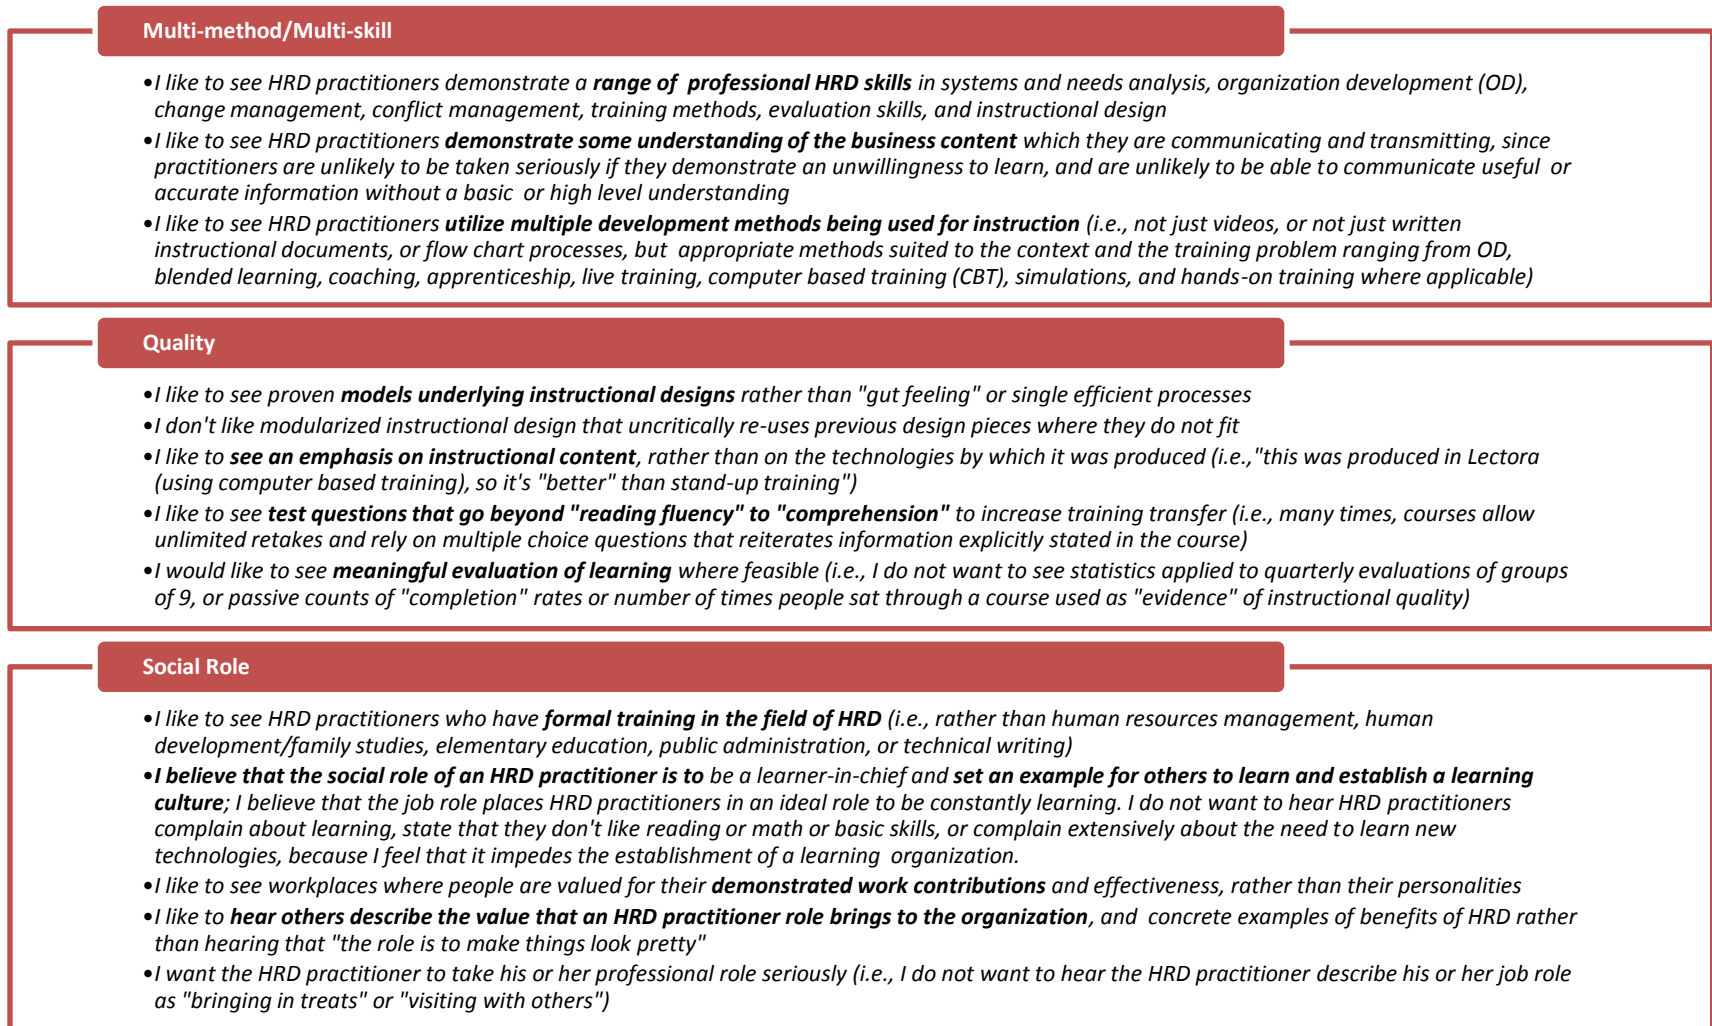 Multi-method/Multi-skill
•I like to see HRD practitioners demonstrate a range of professional HRD skills in systems and needs analysis, organization development (OD),
change management, conflict management, training methods, evaluation skills, and instructional design
•I like to see HRD practitioners demonstrate some understanding of the business content which they are communicating and transmitting, since
practitioners are unlikely to be taken seriously if they demonstrate an unwillingness to learn, and are unlikely to be able to communicate useful or
accurate information without a basic or high level understanding
•I like to see HRD practitioners utilize multiple development methods being used for instruction (i.e., not just videos, or not just written
instructional documents, or flow chart processes, but appropriate methods suited to the context and the training problem ranging from OD,
blended learning, coaching, apprenticeship, live training, computer based training (CBT), simulations, and hands-on training where applicable)
Quality
•I like to see proven models underlying instructional designs rather than "gut feeling" or single efficient processes
•I don't like modularized instructional design that uncritically re-uses previous design pieces where they do not fit
•I like to see an emphasis on instructional content, rather than on the technologies by which it was produced (i.e.,"this was produced in Lectora
(using computer based training), so it's "better" than stand-up training")
•I like to see test questions that go beyond "reading fluency" to "comprehension" to increase training transfer (i.e., many times, courses allow
unlimited retakes and rely on multiple choice questions that reiterates information explicitly stated in the course)
•I would like to see meaningful evaluation of learning where feasible (i.e., I do not want to see statistics applied to quarterly evaluations of groups
of 9, or passive counts of "completion" rates or number of times people sat through a course used as "evidence" of instructional quality)
Social Role
•I like to see HRD practitioners who have formal training in the field of HRD (i.e., rather than human resources management, human
development/family studies, elementary education, public administration, or technical writing)
•I believe that the social role of an HRD practitioner is to be a learner-in-chief and set an example for others to learn and establish a learning
culture; I believe that the job role places HRD practitioners in an ideal role to be constantly learning. I do not want to hear HRD practitioners
complain about learning, state that they don't like reading or math or basic skills, or complain extensively about the need to learn new
technologies, because I feel that it impedes the establishment of a learning organization.
•I like to see workplaces where people are valued for their demonstrated work contributions and effectiveness, rather than their personalities
•I like to hear others describe the value that an HRD practitioner role brings to the organization, and concrete examples of benefits of HRD rather
than hearing that "the role is to make things look pretty"
•I want the HRD practitioner to take his or her professional role seriously (i.e., I do not want to hear the HRD practitioner describe his or her job role
as "bringing in treats" or "visiting with others")